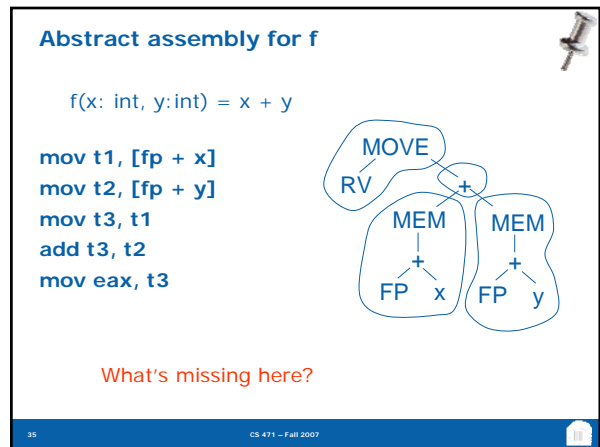 Abstract assembly for f
f(x: int, y:int) = x + y
mov t1, [fp + x]
mov t2, [fp + y]
mov t3, t1
add t3, t2
mov eax, t3
MOVE
RV +
MEM MEM
+ +
FP x FP y
What's missing here?
35 CS 471 – Fall 2007